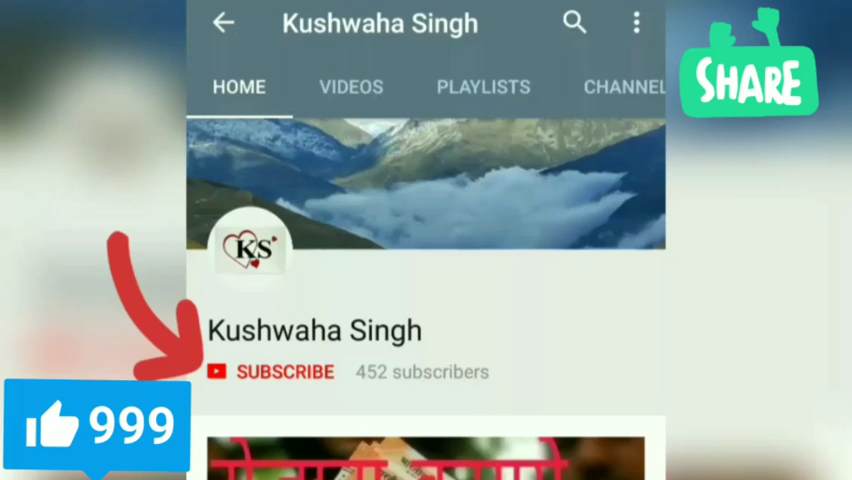 Kushwaha Singh
SHARE
HOME VIDEOS PLAYLISTS CHANNEL
KS
Kushwaha Singh
SUBSCRIBE 452 subscribers
999